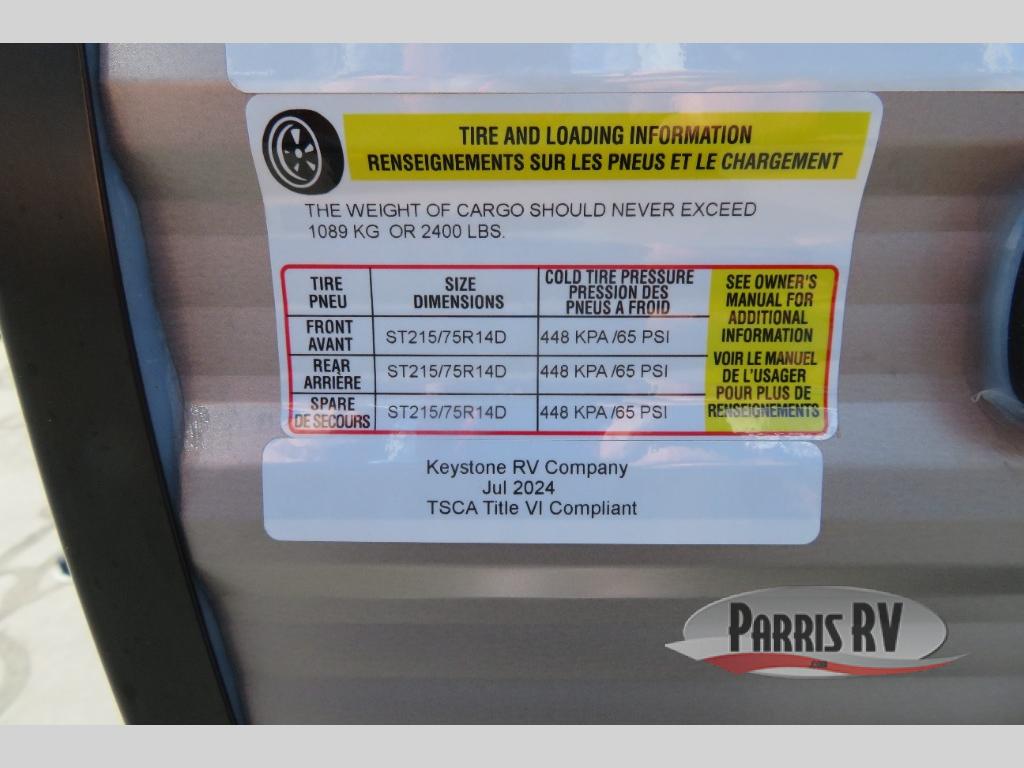 TIRE AND LOADING INFORMATION
RENSEIGNEMENTS SUR LES PNEUS ET LE CHARGEMENT
THE WEIGHT OF CARGO SHOULD NEVER EXCEED
1089 KG OR 2400 LBS.
TIRE
PNEU
SIZE
DIMENSIONS
COLD TIRE PRESSURE
PRESSION DES
PNEUS A FROID
FRONT
AVANT
ST215/75R14D
448 KPA /65 PSI
REAR
ARRIÈRE
ST215/75R14D
448 KPA /65 PSI
SPARE
DE SECOURS
ST215/75R14D
448 KPA /65 PSI
SEE OWNER'S
MANUAL FOR
ADDITIONAL
INFORMATION
VOIR LE MANUEL
DE L'USAGER
POUR PLUS DE
RENSEIGNEMENTS
Keystone RV Company
Jul 2024
TSCA Title VI Compliant
PARRIS RV
.com